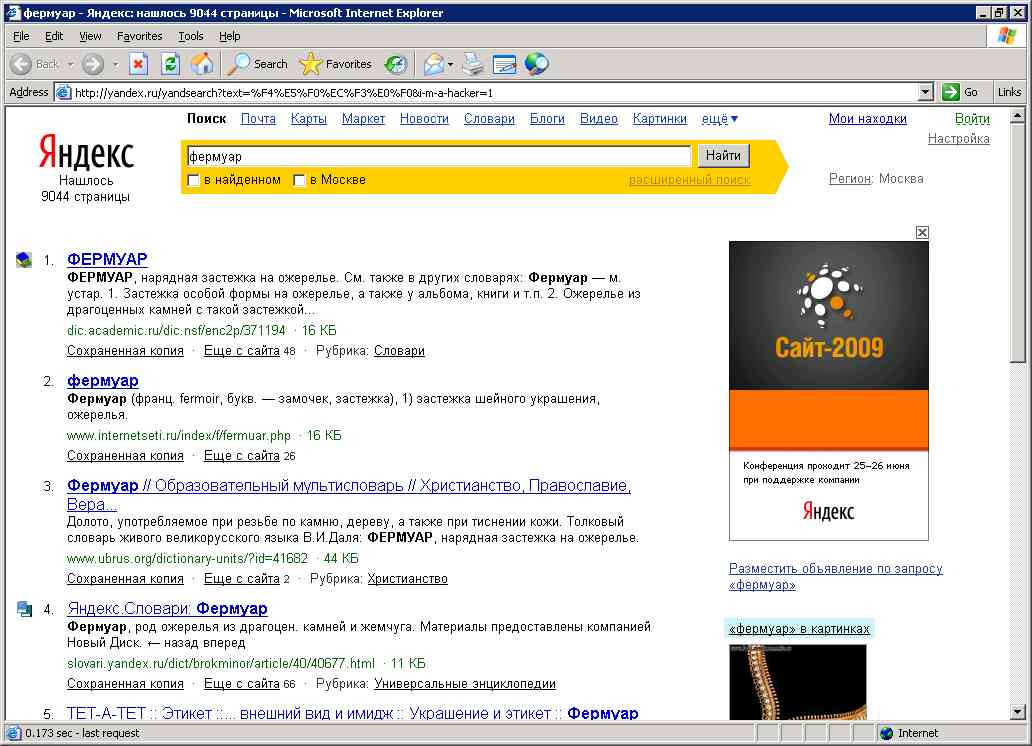 фермуар - Яндекс: нашлось 9044 страницы - Microsoft Internet Explorer
File Edit View Favorites Tools Help
Back Search Favorites
Address http://yandex.ru/yandsearch?text=%F4%E5%F0%EC%F3%E0%F0&i-m-a-hacker=1 Go Links
Поиск Почта Карты Маркет Новости Словари Блоги Видео Картинки ещё ▼ Мои находки Войти
Настройка
Яндекс
Нашлось
9044 страницы
фермуар Найти
в найденном в Москве расширенный поиск
Регион: Москва
1. ФЕРМУАР
ФЕРМУАР, нарядная застежка на ожерелье. См. также в других словарях: Фермуар — м.
устар. 1. Застежка особой формы на ожерелье, а также у альбома, книги и т.п. 2. Ожерелье из
драгоценных камней с такой застежкой...
dic.academic.ru/dic.nsf/enc2p/371194 · 16 КБ
Сохраненная копия · Еще с сайта 48 · Рубрика: Словари
2. фермуар
Фермуар (франц. fermoir, букв. — замочек, застежка), 1) застежка шейного украшения,
ожерелья.
www.internetseti.ru/index/f/fermuar.php · 16 КБ
Сохраненная копия · Еще с сайта 26
3. Фермуар // Образовательный мультисловарь // Христианство, Православие,
Вера...
Долото, употребляемое при резьбе по камню, дереву, а также при тиснении кожи. Толковый
словарь живого великорусского языка В.И.Даля: ФЕРМУАР, нарядная застежка на ожерелье.
www.ubrus.org/dictionary-units/?id=41682 · 44 КБ
Сохраненная копия · Еще с сайта 2 · Рубрика: Христианство
4. Яндекс.Словари: Фермуар
Фермуар, род ожерелья из драгоцен. камней и жемчуга. Материалы предоставлены компанией
Новый Диск. ← назад вперед
slovari.yandex.ru/dict/brokminor/article/40/40677.html · 11 КБ
Сохраненная копия · Еще с сайта 66 · Рубрика: Универсальные энциклопедии
5. ТЕТ-А-ТЕТ :: Этикет ::... внешний вид и имидж :: Украшение и этикет :: Фермуар
Сайт-2009
Конференция проходит 25–26 июня
при поддержке компании
Яндекс
Разместить объявление по запросу
«фермуар»
«фермуар» в картинках
0.173 sec - last request Internet